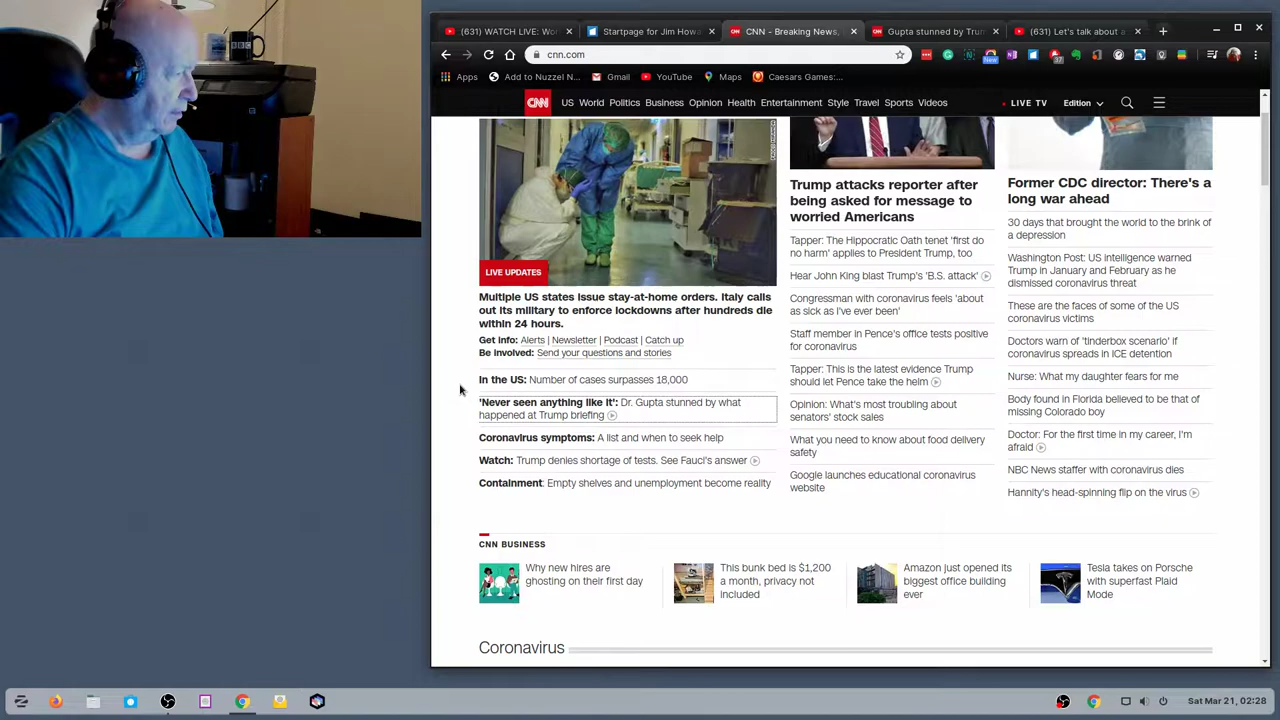 BBC
(631) WATCH LIVE: Wor
Startpage for Jim Howa
CNN - Breaking News,
Gupta stunned by Trum
(631) Let's talk about a
cnn.com
Apps
Add to Nuzzel N...
Gmail
YouTube
Maps
Caesars Games:...
CNN
US World Politics Business Opinion Health Entertainment Style Travel Sports Videos
LIVE TV
Edition
LIVE UPDATES
Multiple US states issue stay-at-home orders. Italy calls
out its military to enforce lockdowns after hundreds die
within 24 hours.
Get info: Alerts | Newsletter | Podcast | Catch up
Be involved: Send your questions and stories
In the US: Number of cases surpasses 18,000
'Never seen anything like it': Dr. Gupta stunned by what
happened at Trump briefing
Coronavirus symptoms: A list and when to seek help
Watch: Trump denies shortage of tests. See Fauci's answer
Containment: Empty shelves and unemployment become reality
Trump attacks reporter after
being asked for message to
worried Americans
Tapper: The Hippocratic Oath tenet 'first do
no harm' applies to President Trump, too
Hear John King blast Trump's 'B.S. attack'
Congressman with coronavirus feels 'about
as sick as I've ever been'
Staff member in Pence's office tests positive
for coronavirus
Tapper: This is the latest evidence Trump
should let Pence take the helm
Opinion: What's most troubling about
senators' stock sales
What you need to know about food delivery
safety
Google launches educational coronavirus
website
Former CDC director: There's a
long war ahead
30 days that brought the world to the brink of
a depression
Washington Post: US intelligence warned
Trump in January and February as he
dismissed coronavirus threat
These are the faces of some of the US
coronavirus victims
Doctors warn of 'tinderbox scenario' if
coronavirus spreads in ICE detention
Nurse: What my daughter fears for me
Body found in Florida believed to be that of
missing Colorado boy
Doctor: For the first time in my career, I'm
afraid
NBC News staffer with coronavirus dies
Hannity's head-spinning flip on the virus
CNN BUSINESS
Why new hires are
ghosting on their first day
This bunk bed is $1,200
a month, privacy not
included
Amazon just opened its
biggest office building
ever
Tesla takes on Porsche
with superfast Plaid
Mode
Coronavirus
Sat Mar 21, 02:28